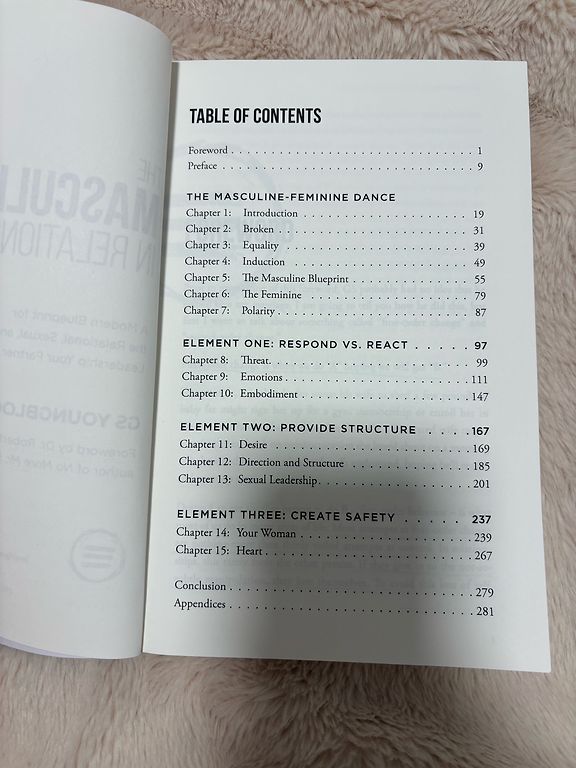 TABLE OF CONTENTS
Foreword . . . . . . . . . . . . . . . . . . . . . . . . . . . . . . 1
Preface . . . . . . . . . . . . . . . . . . . . . . . . . . . . . . 9
THE MASCULINE-FEMININE DANCE
Chapter 1: Introduction . . . . . . . . . . . . . . . . . . . . 19
Chapter 2: Broken . . . . . . . . . . . . . . . . . . . . 31
Chapter 3: Equality . . . . . . . . . . . . . . . . . . . . 39
Chapter 4: Induction . . . . . . . . . . . . . . . . . . . . 49
Chapter 5: The Masculine Blueprint . . . . . . . . . . . . . . 55
Chapter 6: The Feminine . . . . . . . . . . . . . . . . . . 79
Chapter 7: Polarity . . . . . . . . . . . . . . . . . . . . 87
ELEMENT ONE: RESPOND VS. REACT . . . . . 97
Chapter 8: Threat. . . . . . . . . . . . . . . . . . . . . 99
Chapter 9: Emotions . . . . . . . . . . . . . . . . . . . . 111
Chapter 10: Embodiment . . . . . . . . . . . . . . . . . . 147
ELEMENT TWO: PROVIDE STRUCTURE . . . . . 167
Chapter 11: Desire . . . . . . . . . . . . . . . . . . . . 169
Chapter 12: Direction and Structure . . . . . . . . . . . . . . 185
Chapter 13: Sexual Leadership . . . . . . . . . . . . . . . . . 201
ELEMENT THREE: CREATE SAFETY . . . . . 237
Chapter 14: Your Woman . . . . . . . . . . . . . . . . . . 239
Chapter 15: Heart . . . . . . . . . . . . . . . . . . . . 267
Conclusion . . . . . . . . . . . . . . . . . . . . . . . . . . 279
Appendices . . . . . . . . . . . . . . . . . . . . . . . . . . 281